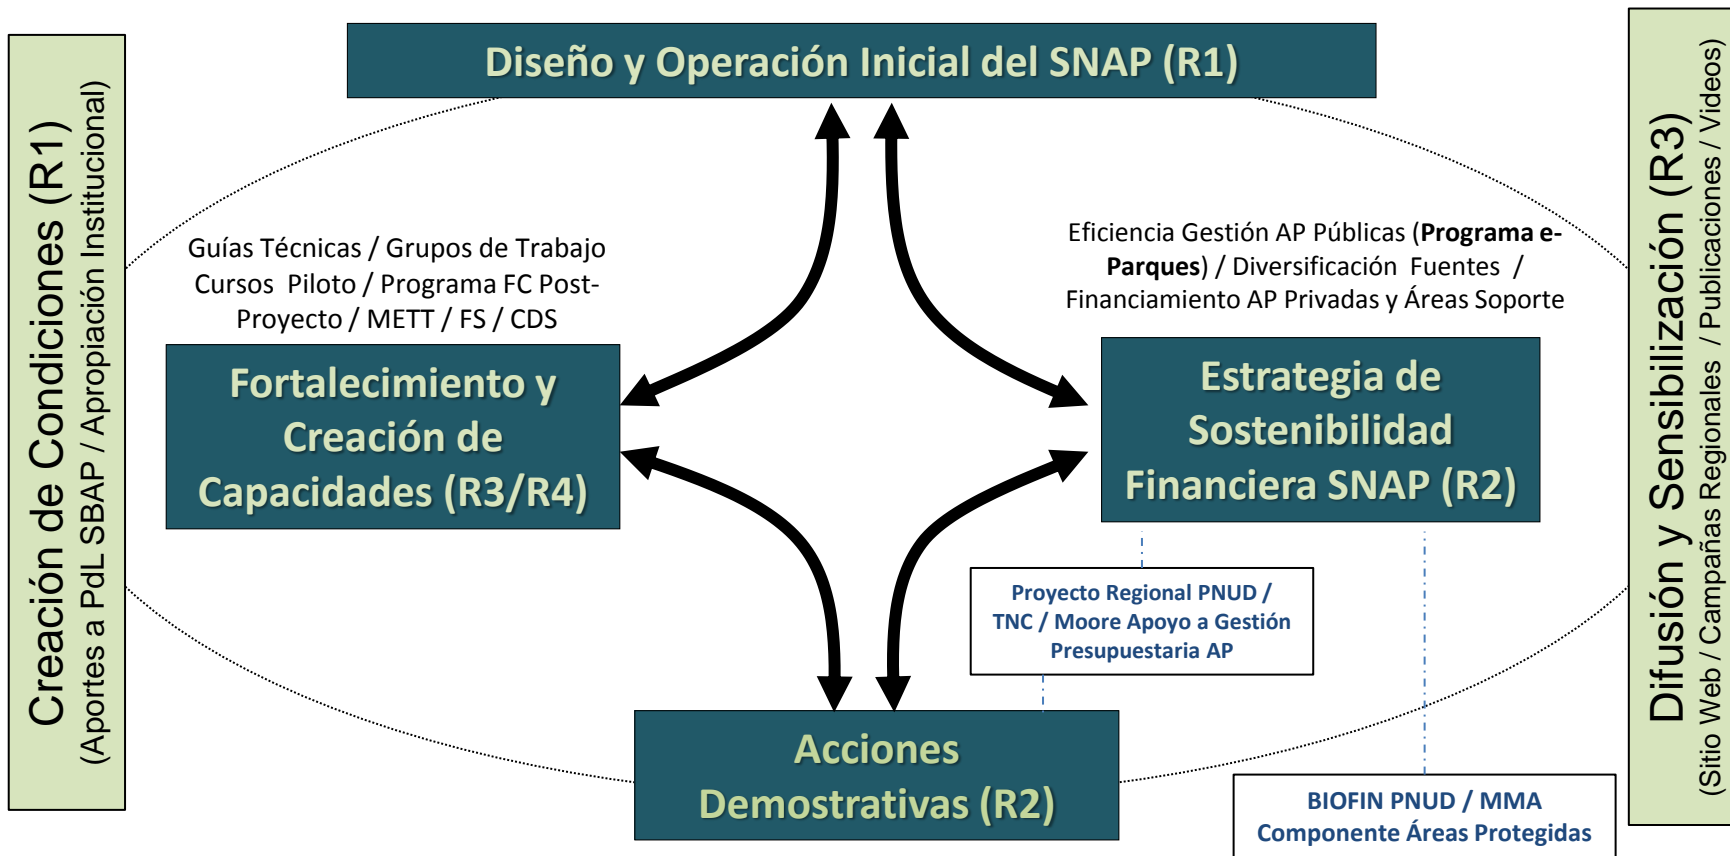 Diseño y Operación Inicial del SNAP (R1)
Creación de Condiciones (R1)
(Aportes a PdL SBAP / Apropiación Institucional)
Guías Técnicas / Grupos de Trabajo
Cursos Piloto / Programa FC Post-
Proyecto / METT / FS / CDS
Fortalecimiento y
Creación de
Capacidades (R3/R4)
Eficiencia Gestión AP Públicas (Programa e-
Parques) / Diversificación Fuentes /
Financiamiento AP Privadas y Áreas Soporte
Estrategia de
Sostenibilidad
Financiera SNAP (R2)
Proyecto Regional PNUD /
TNC / Moore Apoyo a Gestión
Presupuestaria AP
Acciones
Demostrativas (R2)
BIOFIN PNUD / MMA
Componente Áreas Protegidas
Difusión y Sensibilización (R3)
(Sitio Web / Campañas Regionales / Publicaciones / Videos)